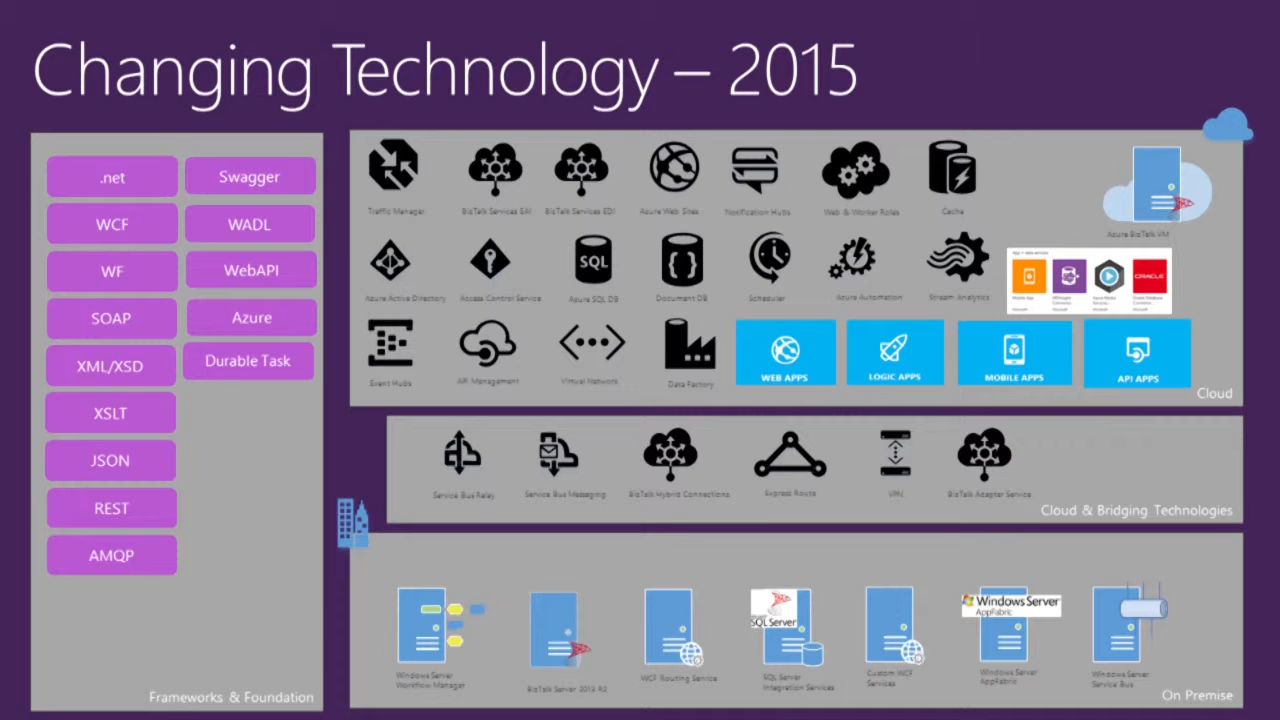 Changing Technology – 2015
.net
Swagger
WCF
WADL
WF
WebAPI
SOAP
Azure
XML/XSD
Durable Task
XSLT
JSON
REST
AMQP
Frameworks & Foundation
Traffic Manager
BizTalk Services EAI
BizTalk Services EDI
Azure Web Sites
Notification Hubs
Web & Worker Roles
Cache
Azure BizTalk VM
Azure Active Directory
Access Control Service
SQL
Azure SQL DB
Document DB
Scheduler
Azure Automation
Stream Analytics
Mobile App
ORACLE
Event Hubs
API Management
Virtual Network
Data Factory
WEB APPS
LOGIC APPS
MOBILE APPS
API APPS
Cloud
Service Bus Relay
Service Bus Messaging
BizTalk Hybrid Connections
Express Route
VPN
BizTalk Adapter Service
Cloud & Bridging Technologies
Windows Server
Workflow Manager
BizTalk Server 2013 R2
WCF Routing Service
SQL Server
SQL Server
Integration Services
Custom WCF
Services
Windows Server
AppFabric
Windows Server
AppFabric
Windows Server
Service Bus
On Premise